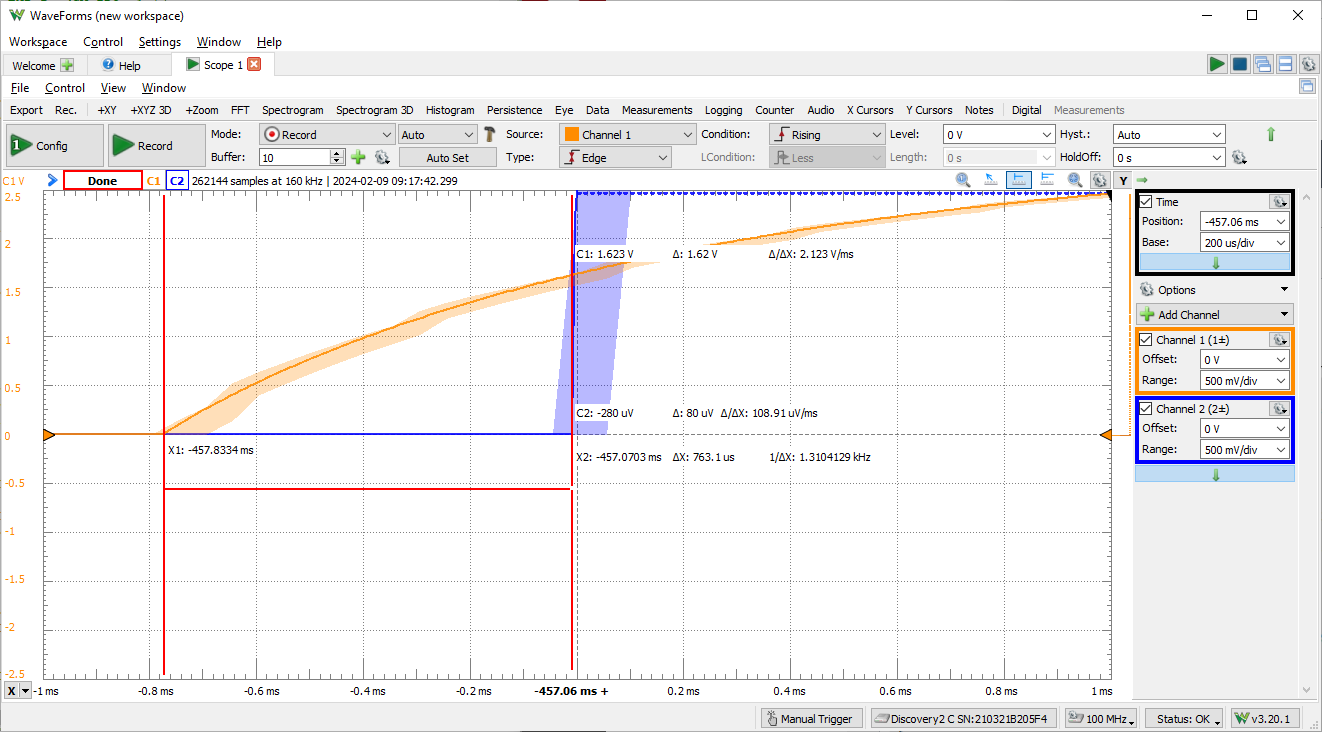 WaveForms (new workspace)
Workspace Control Settings Window Help
Welcome Help Scope 1
File Control View Window
Export Rec. +XY +XYZ 3D +Zoom FFT Spectrogram Spectrogram 3D Histogram Persistence Eye Data Measurements Logging Counter Audio X Cursors Y Cursors Notes Digital Measurements
1 Config Record Mode: Record Auto Source: Channel 1 Condition: Rising Level: 0 V Hyst.: Auto
Buffer: 10 Auto Set Type: Edge LCondition: Less Length: 0 s HoldOff: 0 s
C1 V Done C1 C2 262144 samples at 160 kHz | 2024-02-09 09:17:42.299 Y
2.5
2
1.5
1
0.5
0
-0.5
-1
-1.5
-2
-2.5
C1: 1.623 V Δ: 1.62 V Δ/ΔX: 2.123 V/ms
C2: -280 uV Δ: 80 uV Δ/ΔX: 108.91 uV/ms
X1: -457.8334 ms
X2: -457.0703 ms ΔX: 763.1 us 1/ΔX: 1.3104129 kHz
X -1 ms -0.8 ms -0.6 ms -0.4 ms -0.2 ms -457.06 ms + 0.2 ms 0.4 ms 0.6 ms 0.8 ms 1 ms
Time
Position: -457.06 ms
Base: 200 us/div
Options
Add Channel
Channel 1 (1±)
Offset: 0 V
Range: 500 mV/div
Channel 2 (2±)
Offset: 0 V
Range: 500 mV/div
Manual Trigger Discovery2 C SN:210321B205F4 100 MHz Status: OK v3.20.1